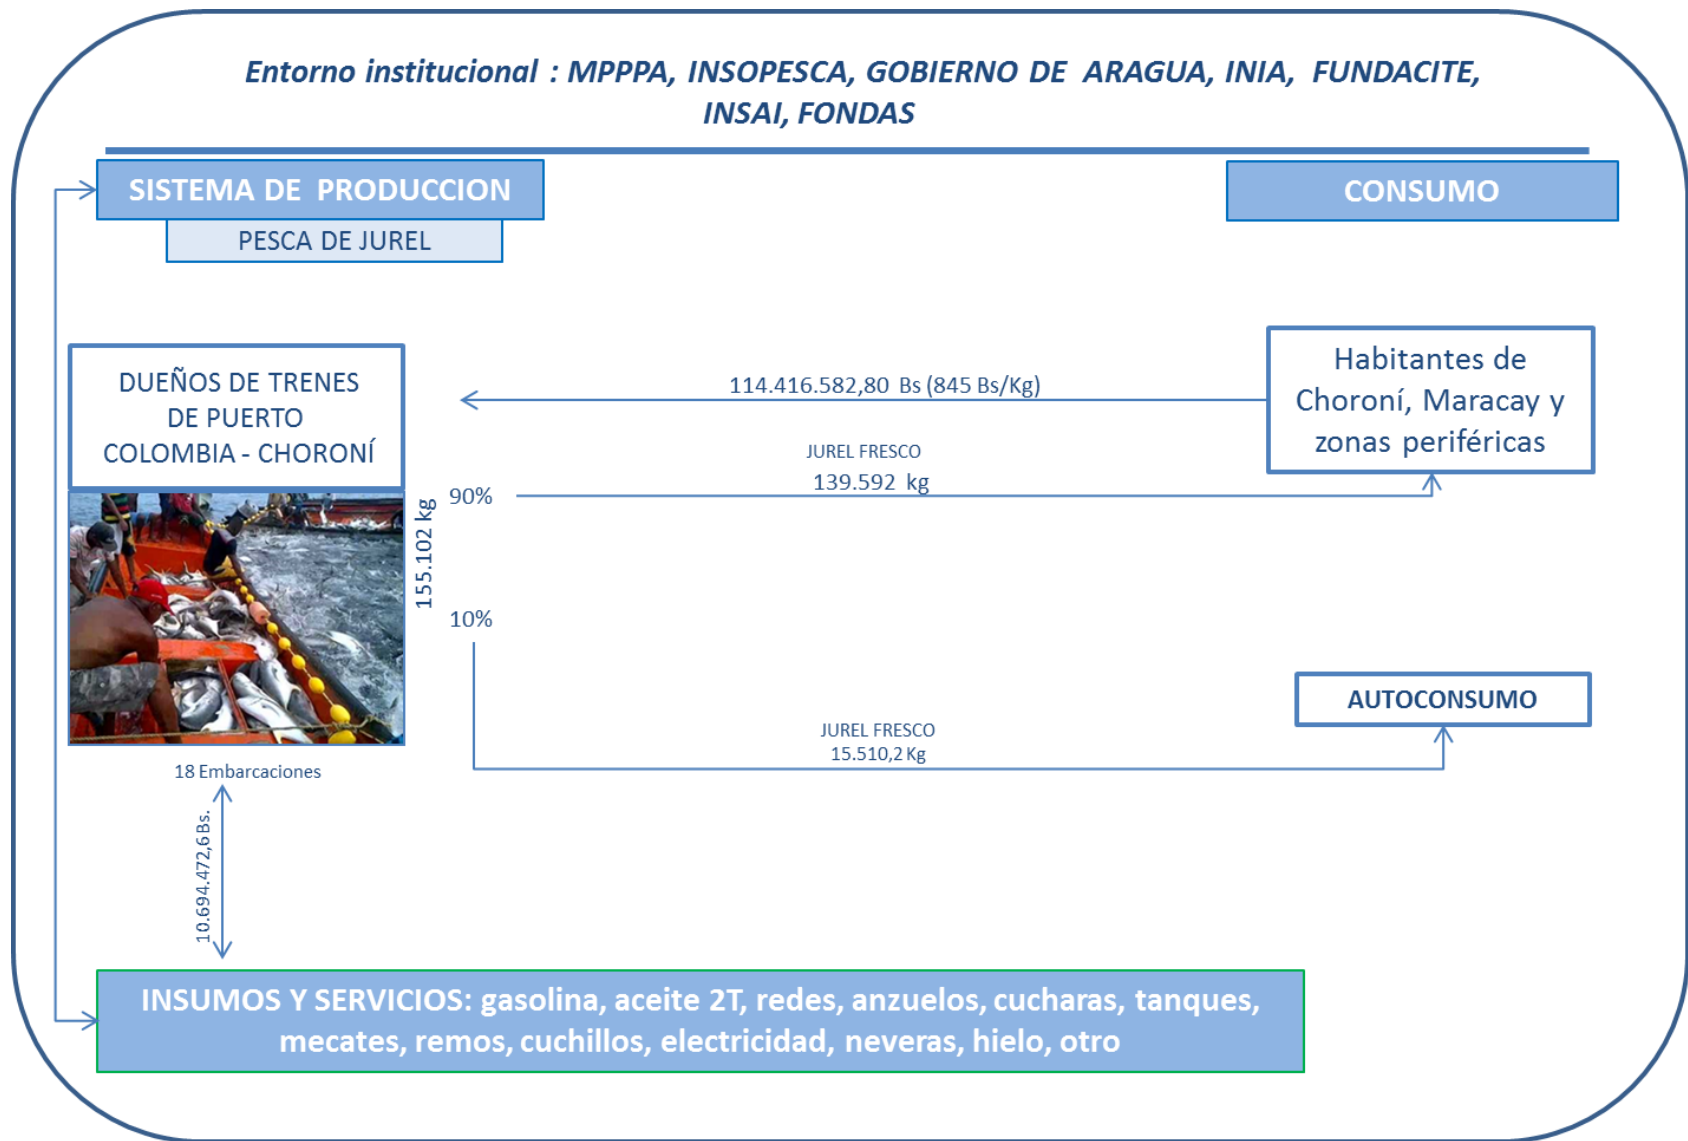 Entorno institucional : MPPPA, INSOPESCA, GOBIERNO DE ARAGUA, INIA, FUNDACITE,
INSAI, FONDAS
SISTEMA DE PRODUCCION
CONSUMO
PESCA DE JUREL
DUEÑOS DE TRENES
DE PUERTO
COLOMBIA - CHORONÍ
114.416.582,80 Bs (845 Bs/Kg)
Habitantes de
Choroní, Maracay y
zonas periféricas
JUREL FRESCO
139.592 kg
90%
155.102 kg
10%
AUTOCONSUMO
JUREL FRESCO
15.510,2 Kg
18 Embarcaciones
10.694.472,6 Bs.
INSUMOS Y SERVICIOS: gasolina, aceite 2T, redes, anzuelos, cucharas, tanques,
mecates, remos, cuchillos, electricidad, neveras, hielo, otro